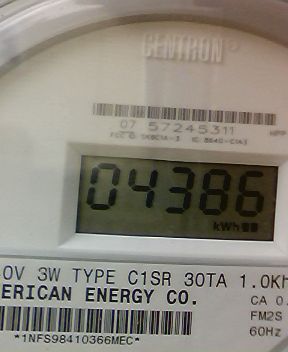 CENTRON®
07 57245311
04386
kWh
0V 3W TYPE C1SR 30TA 1.0Kh
ERICAN ENERGY CO.
CA 0.
FM2S
60Hz
*1NFS98410366MEC*